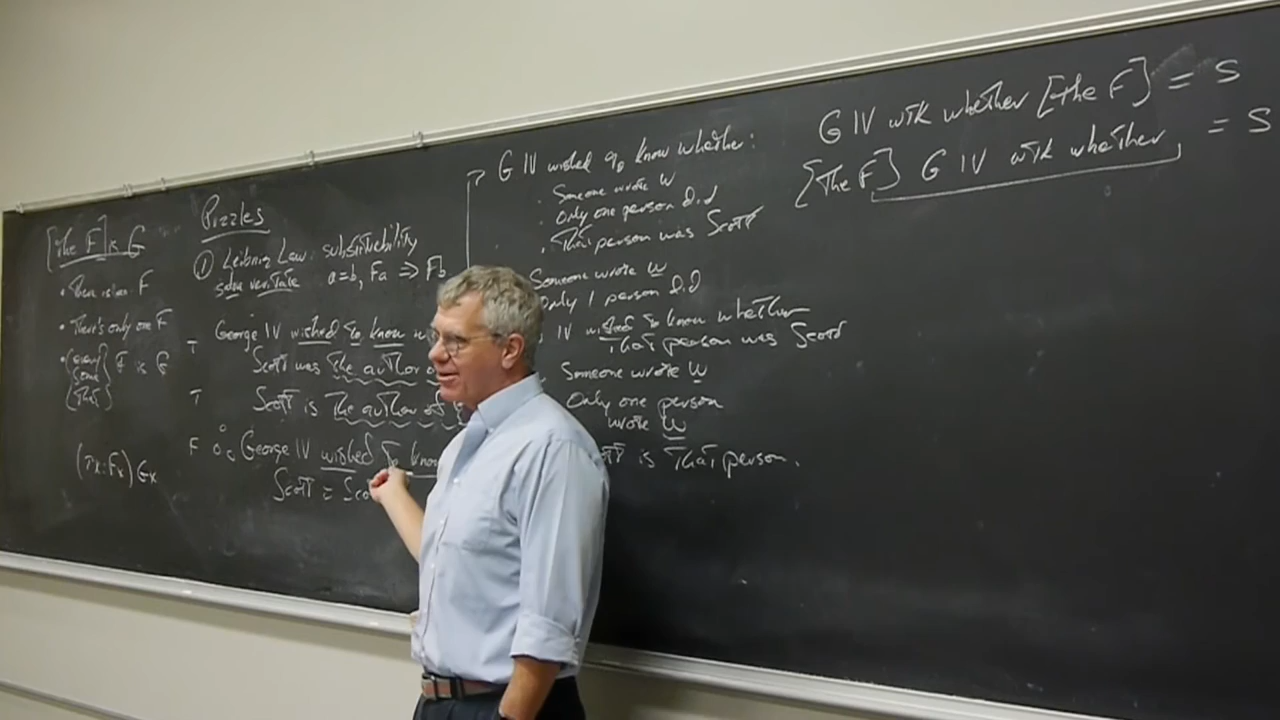 [The F] is G
• There is an F
• There's only one F
• {every some That} F is G
(ιx: Fx) Gx
Puzzles
① Leibniz Law: substitutability
salva veritate a=b, Fa ⇒ Fb
T George IV wished to know
Scott was the author
T Scott is the author of
F ∴ George IV wished to know
Scott =
G IV wished to know whether:
• Someone wrote W
• Only one person did
• That person was Scott
Someone wrote W
Only 1 person did
IV wished to know whether
That person was Scott
Someone wrote W
Only one person
wrote W
is that person.
G IV wtk whether [the F] = s
[The F] G IV wtk whether = s